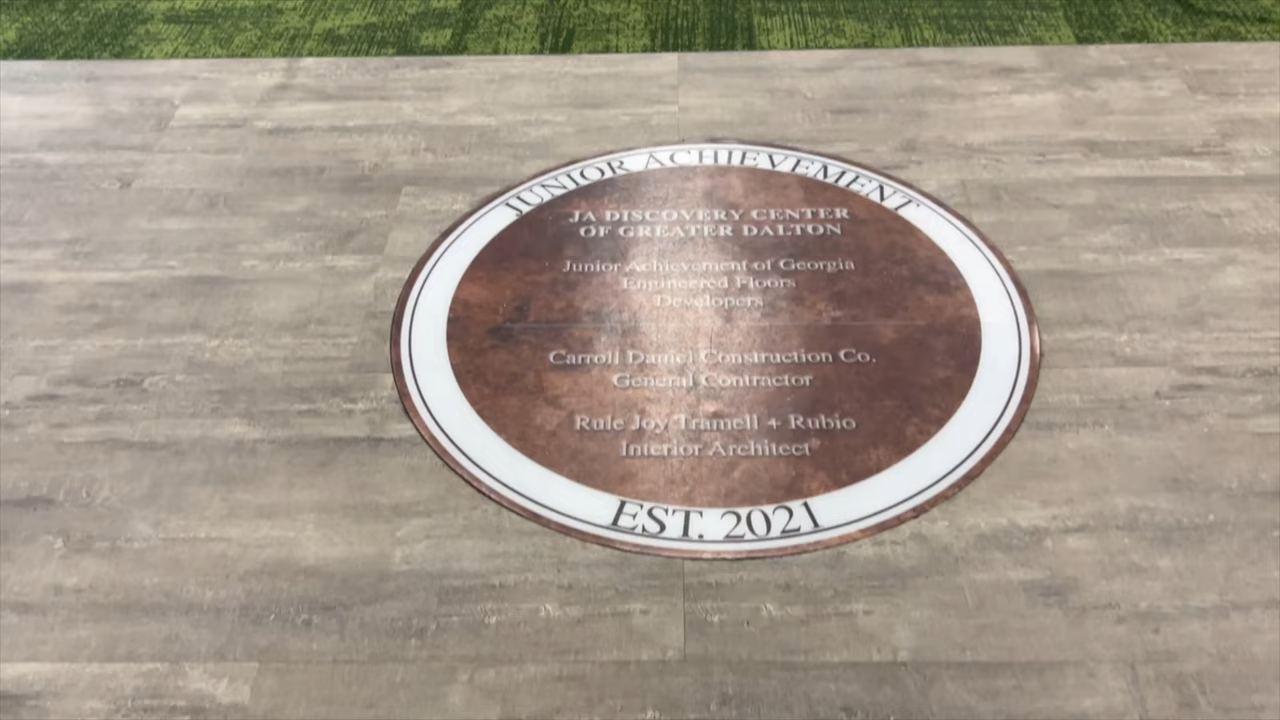 JUNIOR ACHIEVEMENT
JA DISCOVERY CENTER
OF GREATER DALTON
Junior Achievement of Georgia
Engineered Floors
Developers
Carroll Daniel Construction Co.
General Contractor
Rule Joy Tramell + Rubio
Interior Architect
EST. 2021